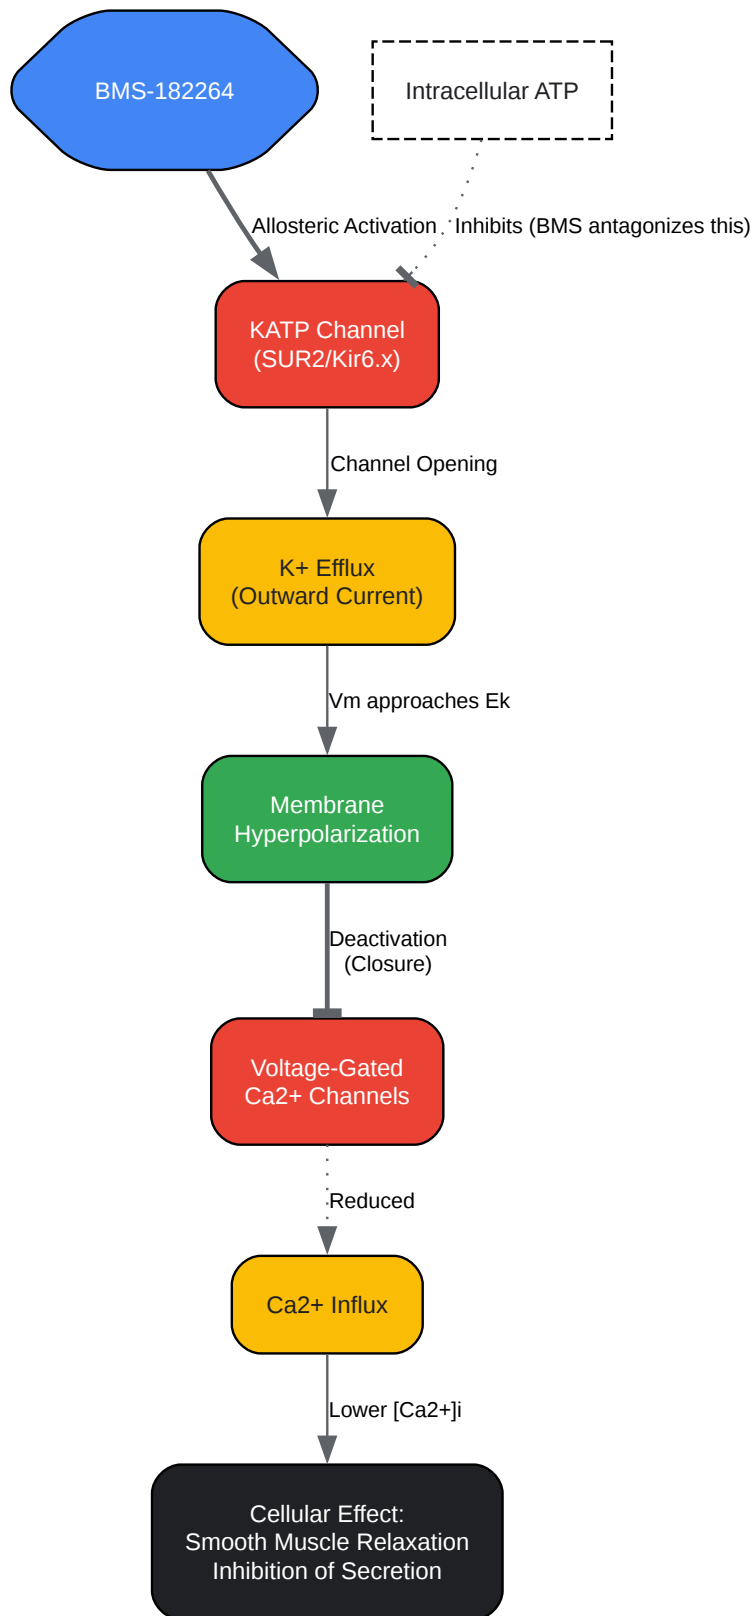 BMS-182264
Intracellular ATP
Allosteric Activation
Inhibits (BMS antagonizes this)
KATP Channel
(SUR2/Kir6.x)
Channel Opening
K+ Efflux
(Outward Current)
Vm approaches Ek
Membrane
Hyperpolarization
Deactivation
(Closure)
Voltage-Gated
Ca2+ Channels
Reduced
Ca2+ Influx
Lower [Ca2+]i
Cellular Effect:
Smooth Muscle Relaxation
Inhibition of Secretion